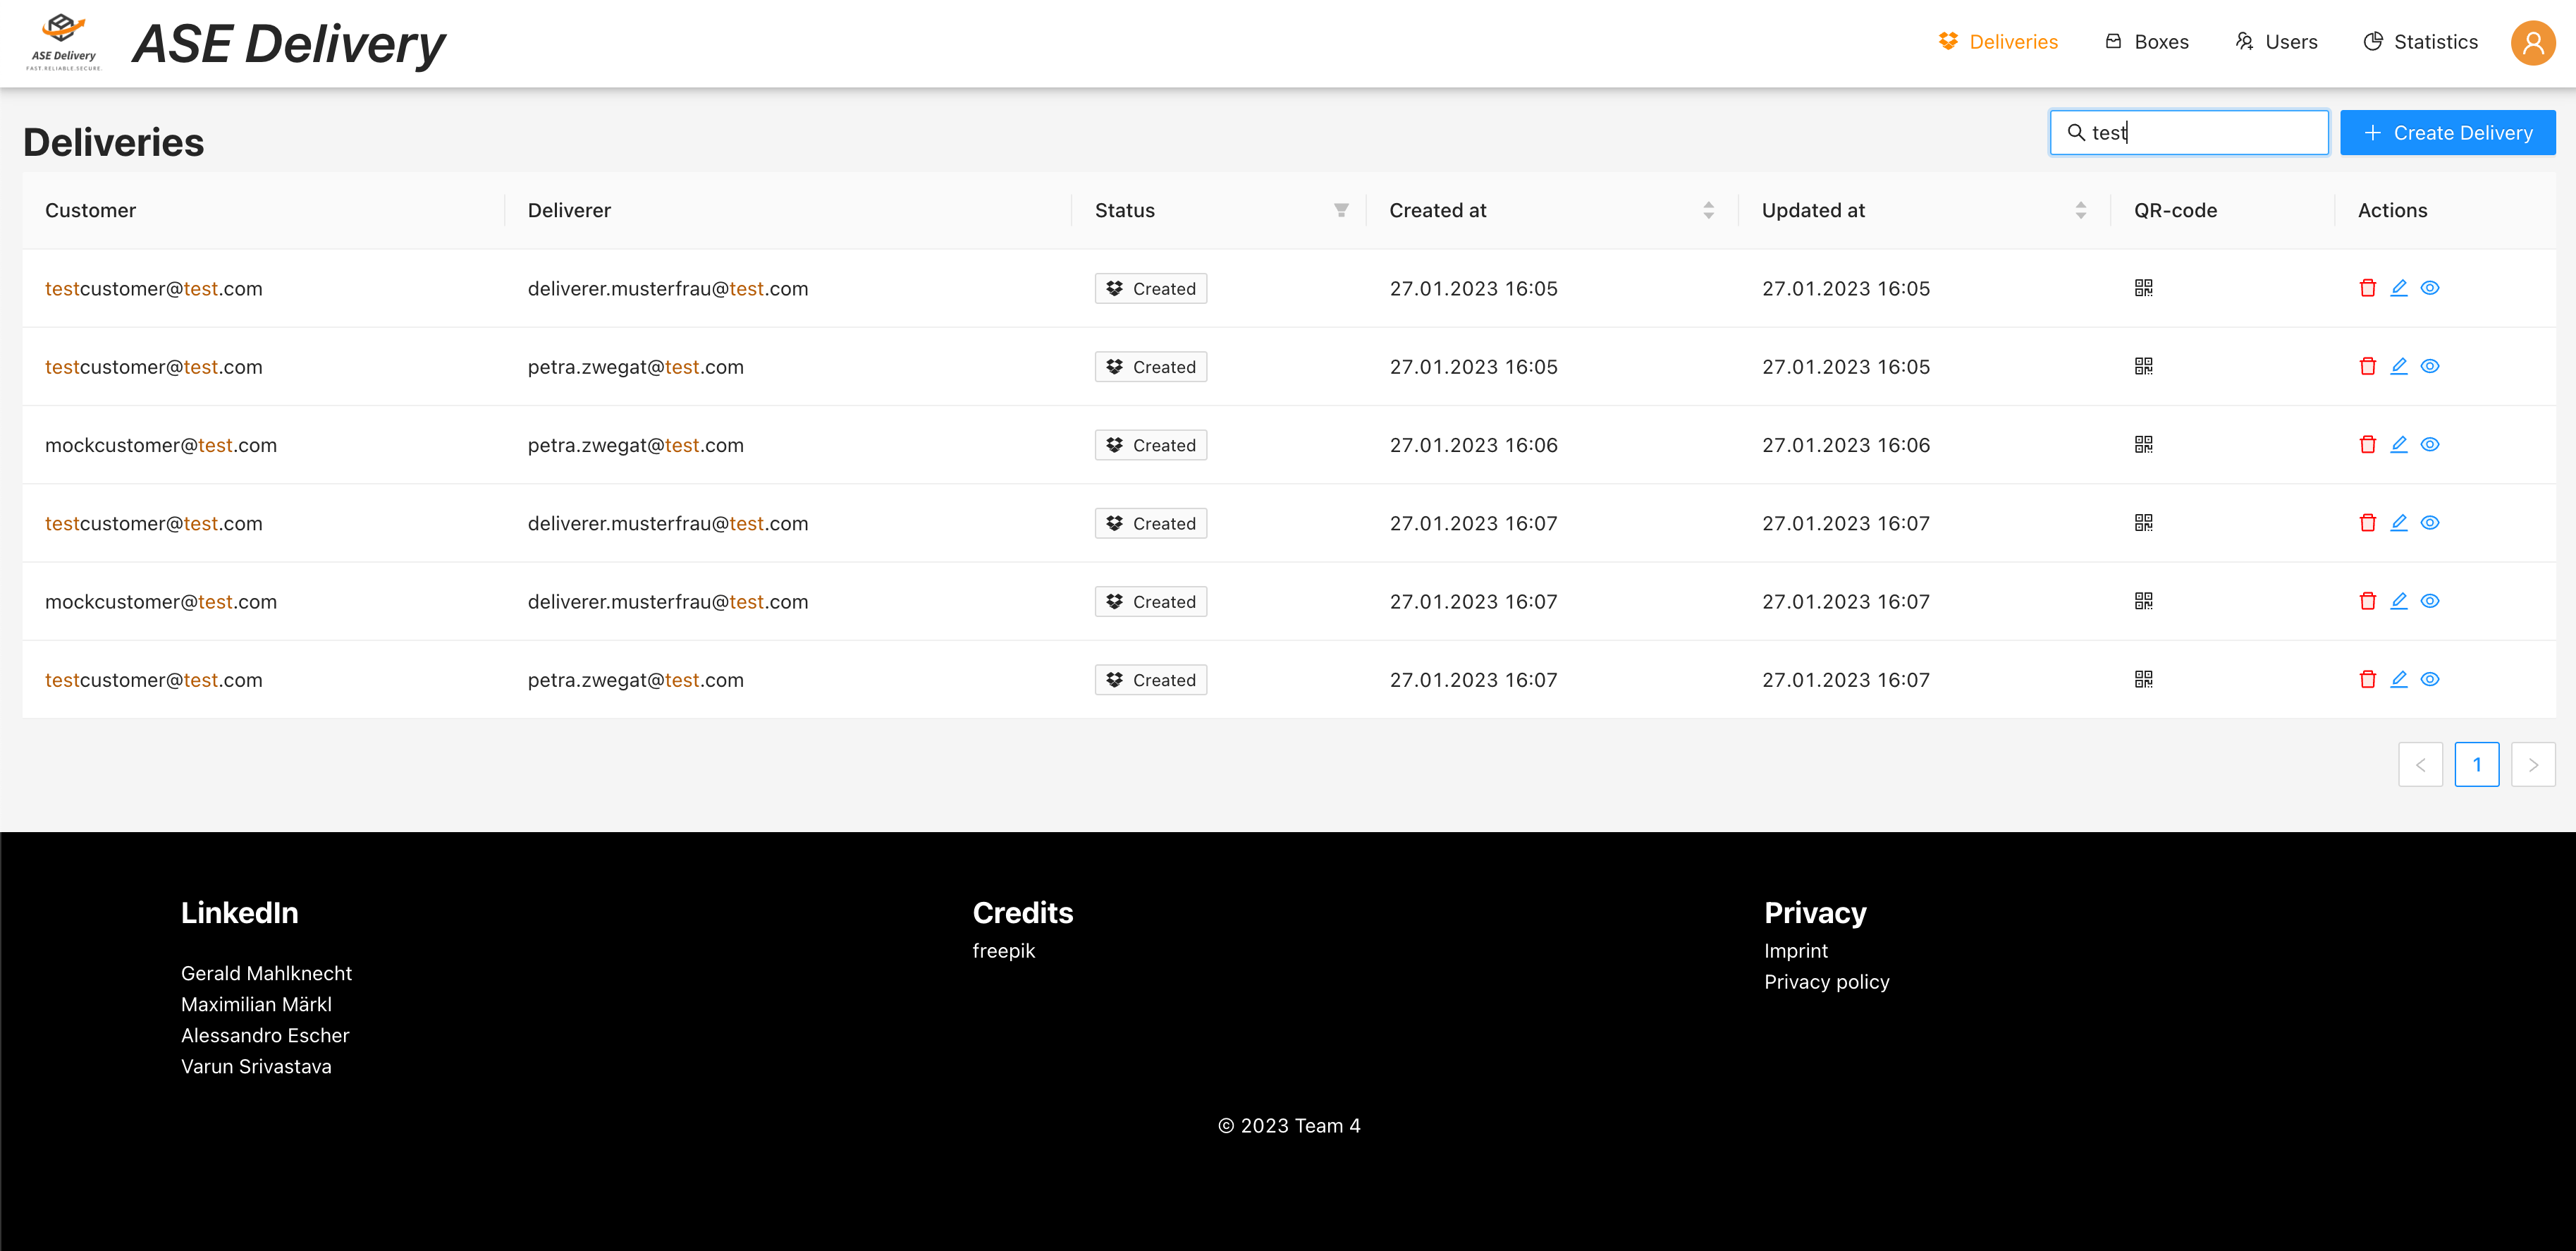 ASE Delivery
FAST.RELIABLE.SECURE.
ASE Delivery
Deliveries
Boxes
Users
Statistics
Deliveries
test
Create Delivery
Customer Deliverer Status Created at Updated at QR-code Actions
testcustomer@test.com deliverer.musterfrau@test.com Created 27.01.2023 16:05 27.01.2023 16:05
testcustomer@test.com petra.zwegat@test.com Created 27.01.2023 16:05 27.01.2023 16:05
mockcustomer@test.com petra.zwegat@test.com Created 27.01.2023 16:06 27.01.2023 16:06
testcustomer@test.com deliverer.musterfrau@test.com Created 27.01.2023 16:07 27.01.2023 16:07
mockcustomer@test.com deliverer.musterfrau@test.com Created 27.01.2023 16:07 27.01.2023 16:07
testcustomer@test.com petra.zwegat@test.com Created 27.01.2023 16:07 27.01.2023 16:07
1
LinkedIn
Gerald Mahlknecht
Maximilian Märkl
Alessandro Escher
Varun Srivastava
Credits
freepik
Privacy
Imprint
Privacy policy
© 2023 Team 4